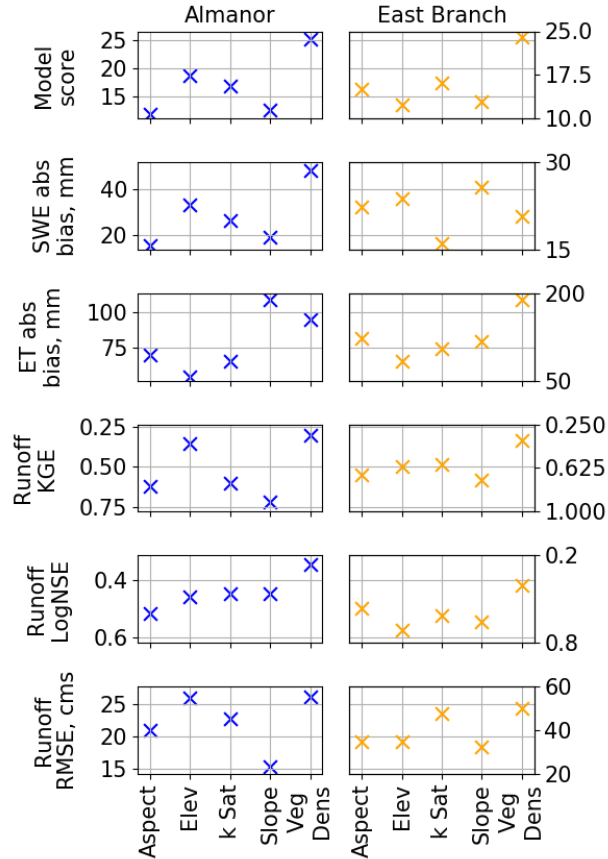 Almanor East Branch
Model
score
25
20
15
25.0
17.5
10.0
SWE abs
bias, mm
40
20
30
15
ET abs
bias, mm
100
75
200
50
Runoff
KGE
0.25
0.50
0.75
0.250
0.625
1.000
Runoff
LogNSE
0.4
0.6
0.2
0.8
Runoff
RMSE, cms
25
20
15
60
40
20
Aspect
Elev
k Sat
Slope
Veg
Dens
Aspect
Elev
k Sat
Slope
Veg
Dens